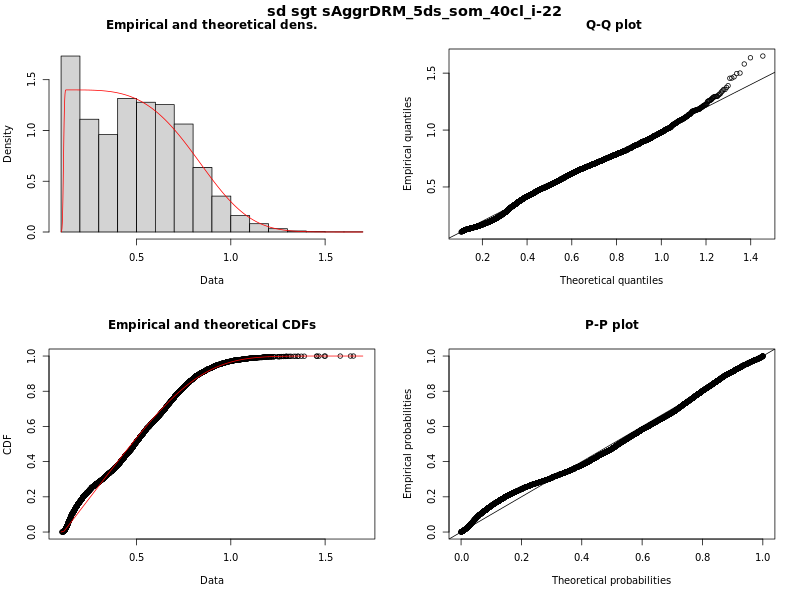 sd sgt sAggrDRM_5ds_som_40cl_i-22
Empirical and theoretical dens.
Density
0.0 0.5 1.0 1.5
0.5 1.0 1.5
Data
Q-Q plot
Empirical quantiles
0.5 1.0 1.5
0.2 0.4 0.6 0.8 1.0 1.2 1.4
Theoretical quantiles
Empirical and theoretical CDFs
CDF
0.0 0.2 0.4 0.6 0.8 1.0
0.5 1.0 1.5
Data
P-P plot
Empirical probabilities
0.0 0.2 0.4 0.6 0.8 1.0
0.0 0.2 0.4 0.6 0.8 1.0
Theoretical probabilities